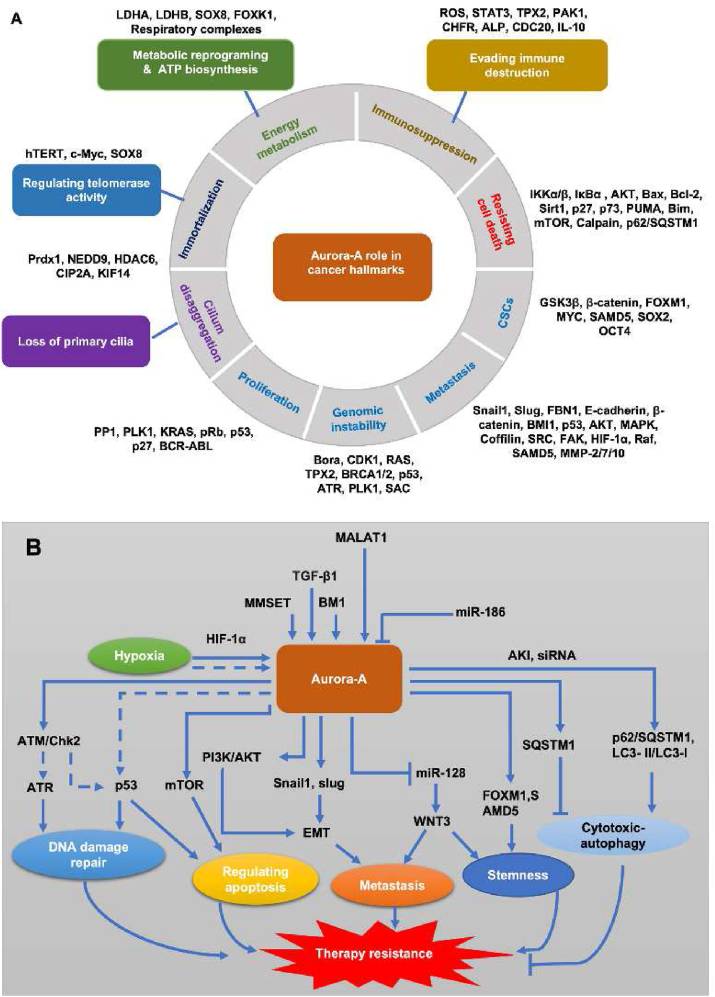 A
LDHA, LDHB, SOX8, FOXK1,
Respiratory complexes
Metabolic reprograming
& ATP biosynthesis
ROS, STAT3, TPX2, PAK1,
CHFR, ALP, CDC20, IL-10
Evading immune
destruction
Energy
metabolism
Immunosuppression
hTERT, c-Myc, SOX8
Regulating telomerase
activity
Immortalization
Resisting
cell death
IKKα/β, IκBα , AKT, Bax, Bcl-2,
Sirt1, p27, p73, PUMA, Bim,
mTOR, Calpain, p62/SQSTM1
Aurora-A role in
cancer hallmarks
Prdx1, NEDD9, HDAC6,
CIP2A, KIF14
Loss of primary cilia
Cilium
disaggregation
CSCs
GSK3β, β-catenin, FOXM1,
MYC, SAMD5, SOX2,
OCT4
Proliferation
Genomic
instability
Metastasis
PP1, PLK1, KRAS, pRb, p53,
p27, BCR-ABL
Bora, CDK1, RAS,
TPX2, BRCA1/2, p53,
ATR, PLK1, SAC
Snail1, Slug, FBN1, E-cadherin, β-
catenin, BMI1, p53, AKT, MAPK,
Coffilin, SRC, FAK, HIF-1α, Raf,
SAMD5, MMP-2/7/10
B
MALAT1
TGF-β1
MMSET
BM1
miR-186
HIF-1α
Hypoxia
Aurora-A
AKI, siRNA
ATM/Chk2
ATR
p53
mTOR
PI3K/AKT
Snail1, slug
EMT
miR-128
WNT3
FOXM1,S
AMD5
SQSTM1
p62/SQSTM1,
LC3- II/LC3-I
DNA damage
repair
Regulating
apoptosis
Metastasis
Stemness
Cytotoxic-
autophagy
Therapy resistance